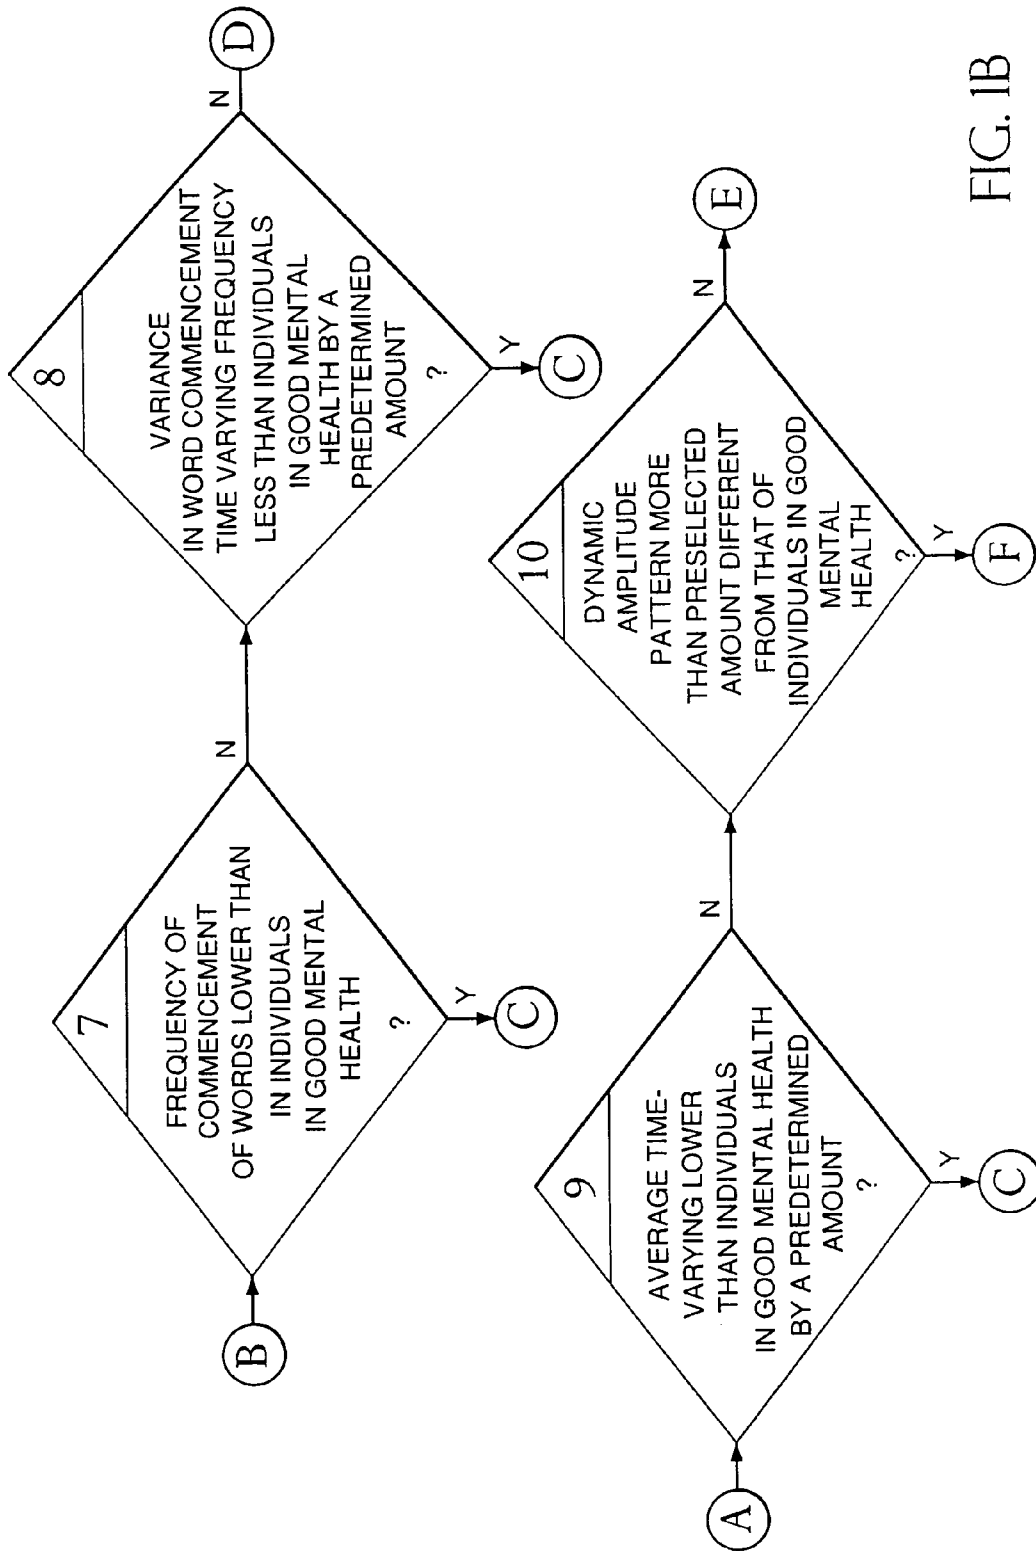 B
7
FREQUENCY OF
COMMENCEMENT
OF WORDS LOWER THAN
IN INDIVIDUALS
IN GOOD MENTAL
HEALTH
?
Y
C
N
8
VARIANCE
IN WORD COMMENCEMENT
TIME VARYING FREQUENCY
LESS THAN INDIVIDUALS
IN GOOD MENTAL
HEALTH BY A
PREDETERMINED
AMOUNT
?
Y
C
N
D
A
9
AVERAGE TIME-
VARYING LOWER
THAN INDIVIDUALS
IN GOOD MENTAL HEALTH
BY A PREDETERMINED
AMOUNT
?
Y
C
N
10
DYNAMIC
AMPLITUDE
PATTERN MORE
THAN PRESELECTED
AMOUNT DIFFERENT
FROM THAT OF
INDIVIDUALS IN GOOD
MENTAL
HEALTH
?
Y
F
N
E
FIG. 1B